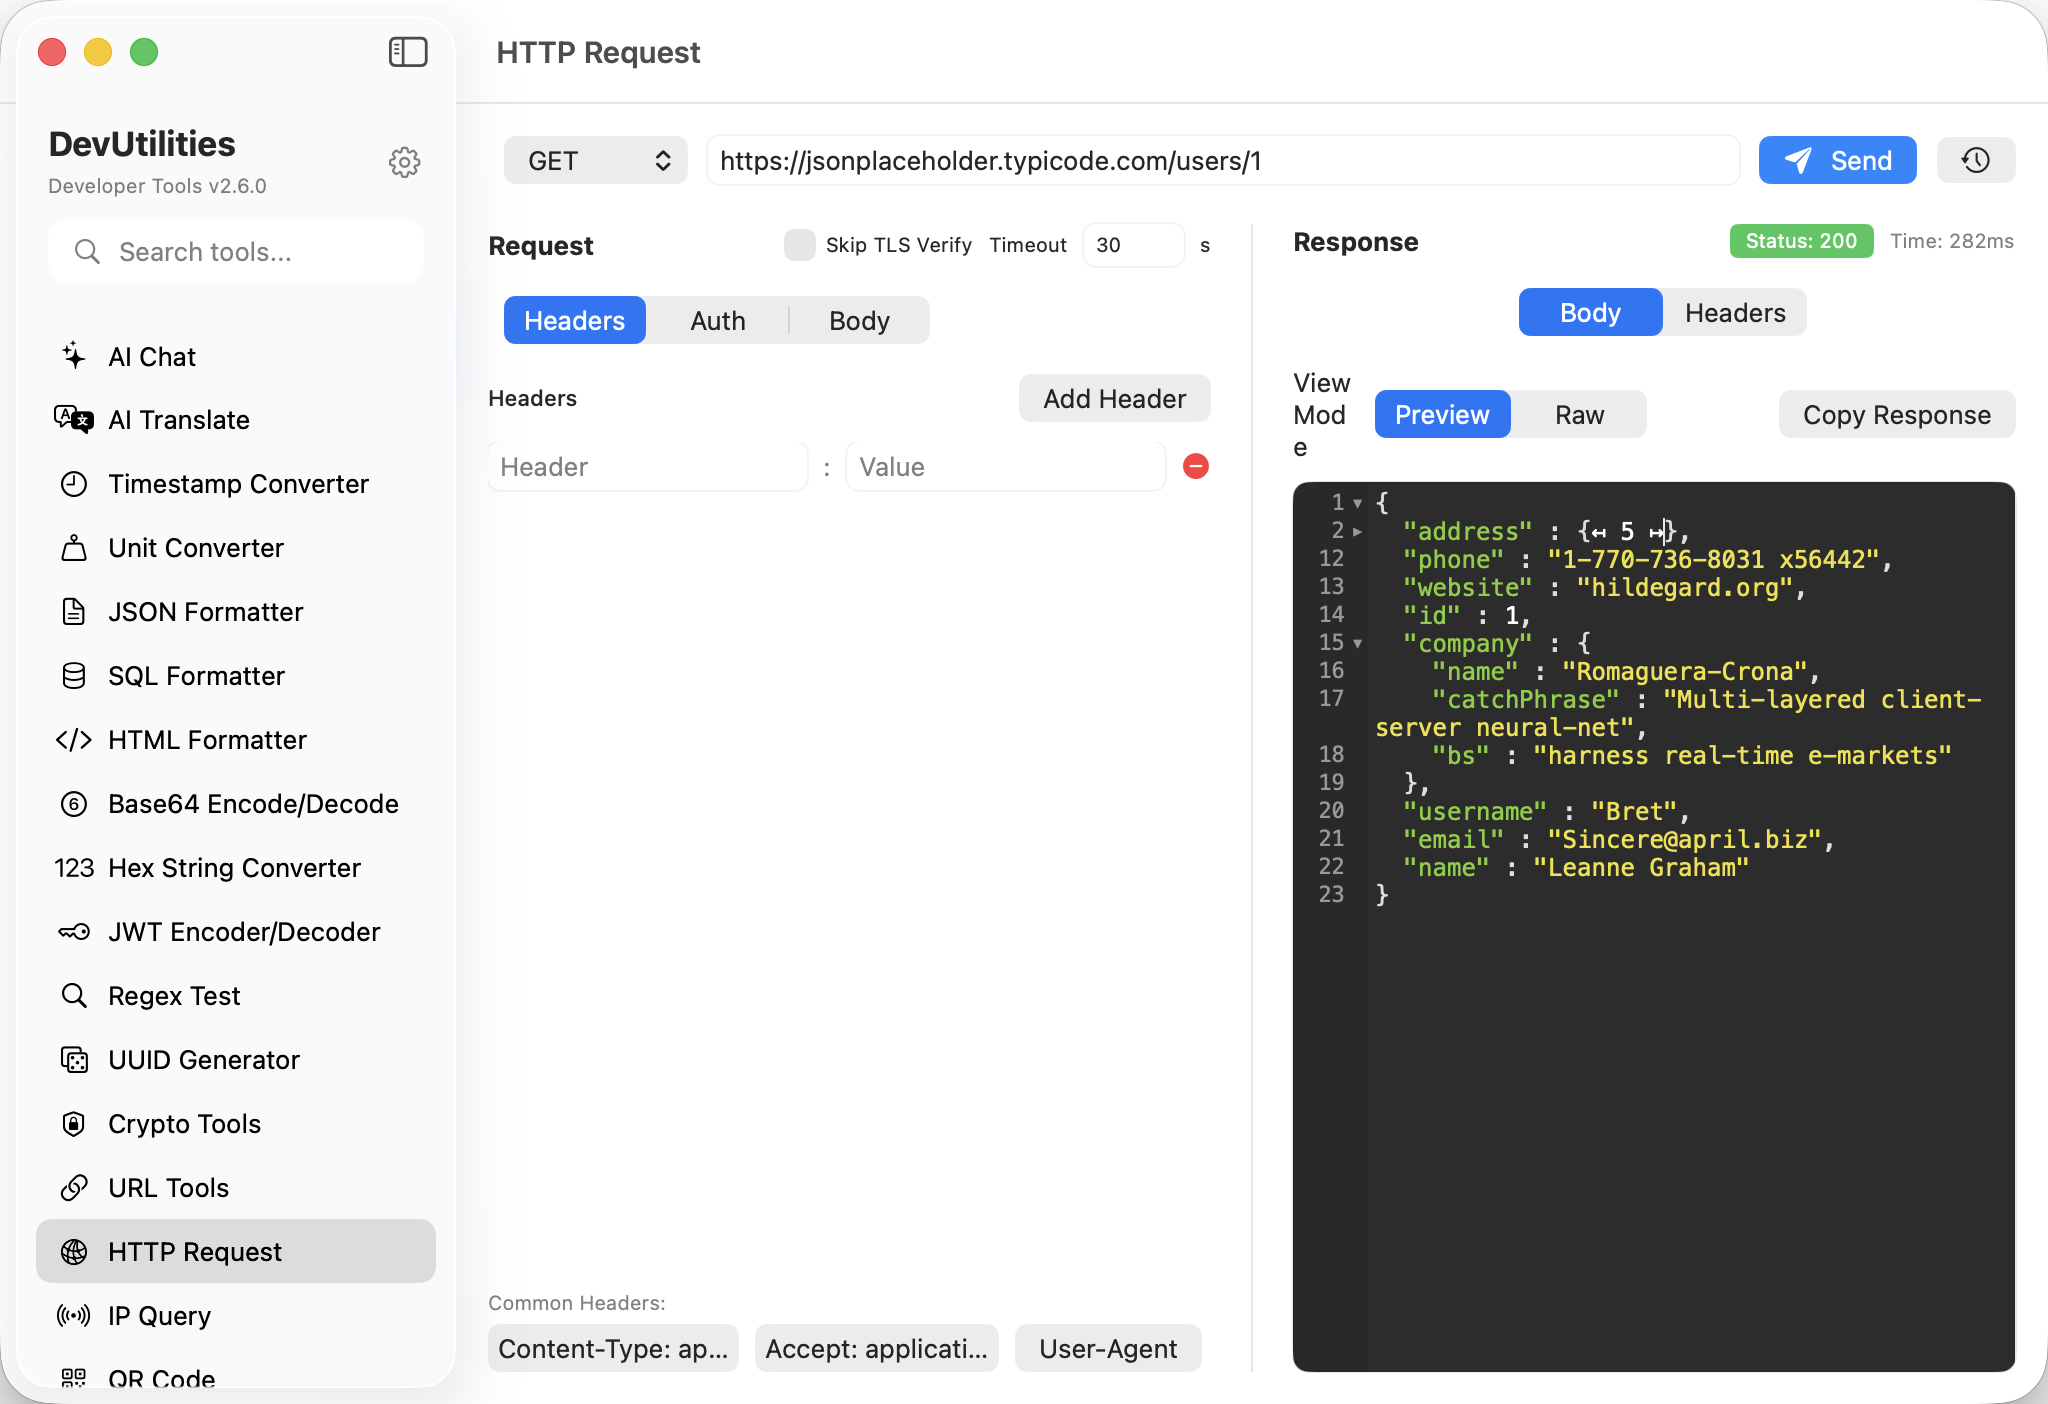 HTTP Request
DevUtilities
Developer Tools v2.6.0
Search tools...
AI Chat
AI Translate
Timestamp Converter
Unit Converter
JSON Formatter
SQL Formatter
HTML Formatter
Base64 Encode/Decode
123 Hex String Converter
JWT Encoder/Decoder
Regex Test
UUID Generator
Crypto Tools
URL Tools
HTTP Request
IP Query
QR Code
GET
https://jsonplaceholder.typicode.com/users/1
Send
Request
Skip TLS Verify
Timeout
30
s
Headers
Auth
Body
Headers
Add Header
Header
:
Value
Common Headers:
Content-Type: ap...
Accept: applicati...
User-Agent
Response
Status: 200
Time: 282ms
Body
Headers
View
Mod
e
Preview
Raw
Copy Response
1 {
2 "address" : {↤ 5 ↦},
12 "phone" : "1-770-736-8031 x56442",
13 "website" : "hildegard.org",
14 "id" : 1,
15 "company" : {
16 "name" : "Romaguera-Crona",
17 "catchPhrase" : "Multi-layered client-
server neural-net",
18 "bs" : "harness real-time e-markets"
19 },
20 "username" : "Bret",
21 "email" : "Sincere@april.biz",
22 "name" : "Leanne Graham"
23 }